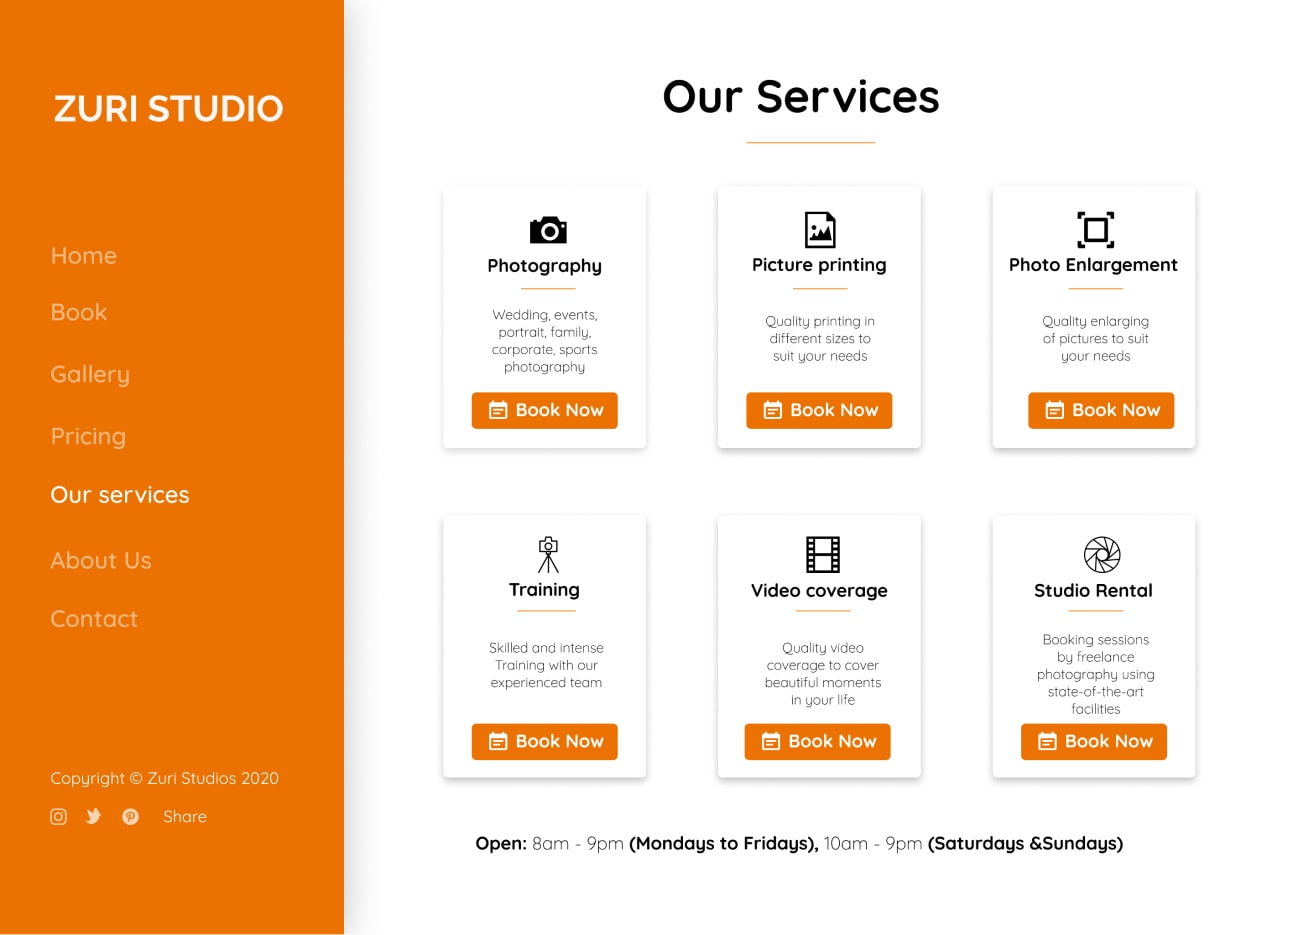 ZURI STUDIO
Home
Book
Gallery
Pricing
Our services
About Us
Contact
Copyright © Zuri Studios 2020
Share
Our Services
Photography
Wedding, events,
portrait, family,
corporate, sports
photography
Book Now
Picture printing
Quality printing in
different sizes to
suit your needs
Book Now
Photo Enlargement
Quality enlarging
of pictures to suit
your needs
Book Now
Training
Skilled and intense
Training with our
experienced team
Book Now
Video coverage
Quality video
coverage to cover
beautiful moments
in your life
Book Now
Studio Rental
Booking sessions
by freelance
photography using
state-of-the-art
facilities
Book Now
Open: 8am - 9pm (Mondays to Fridays), 10am - 9pm (Saturdays &Sundays)